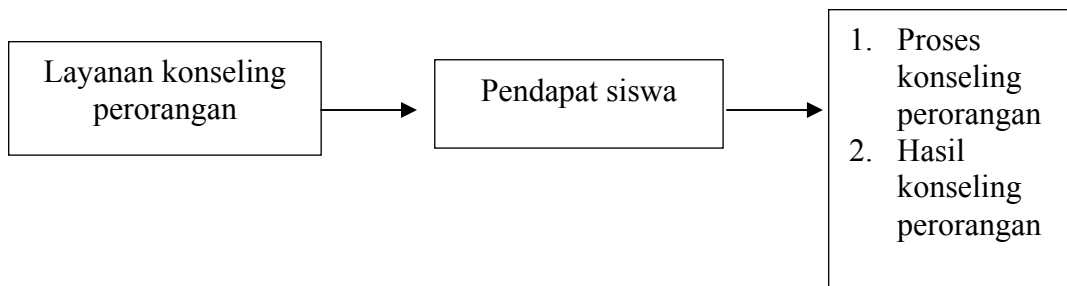 Layanan konseling
perorangan
Pendapat siswa
1. Proses
konseling
perorangan
2. Hasil
konseling
perorangan